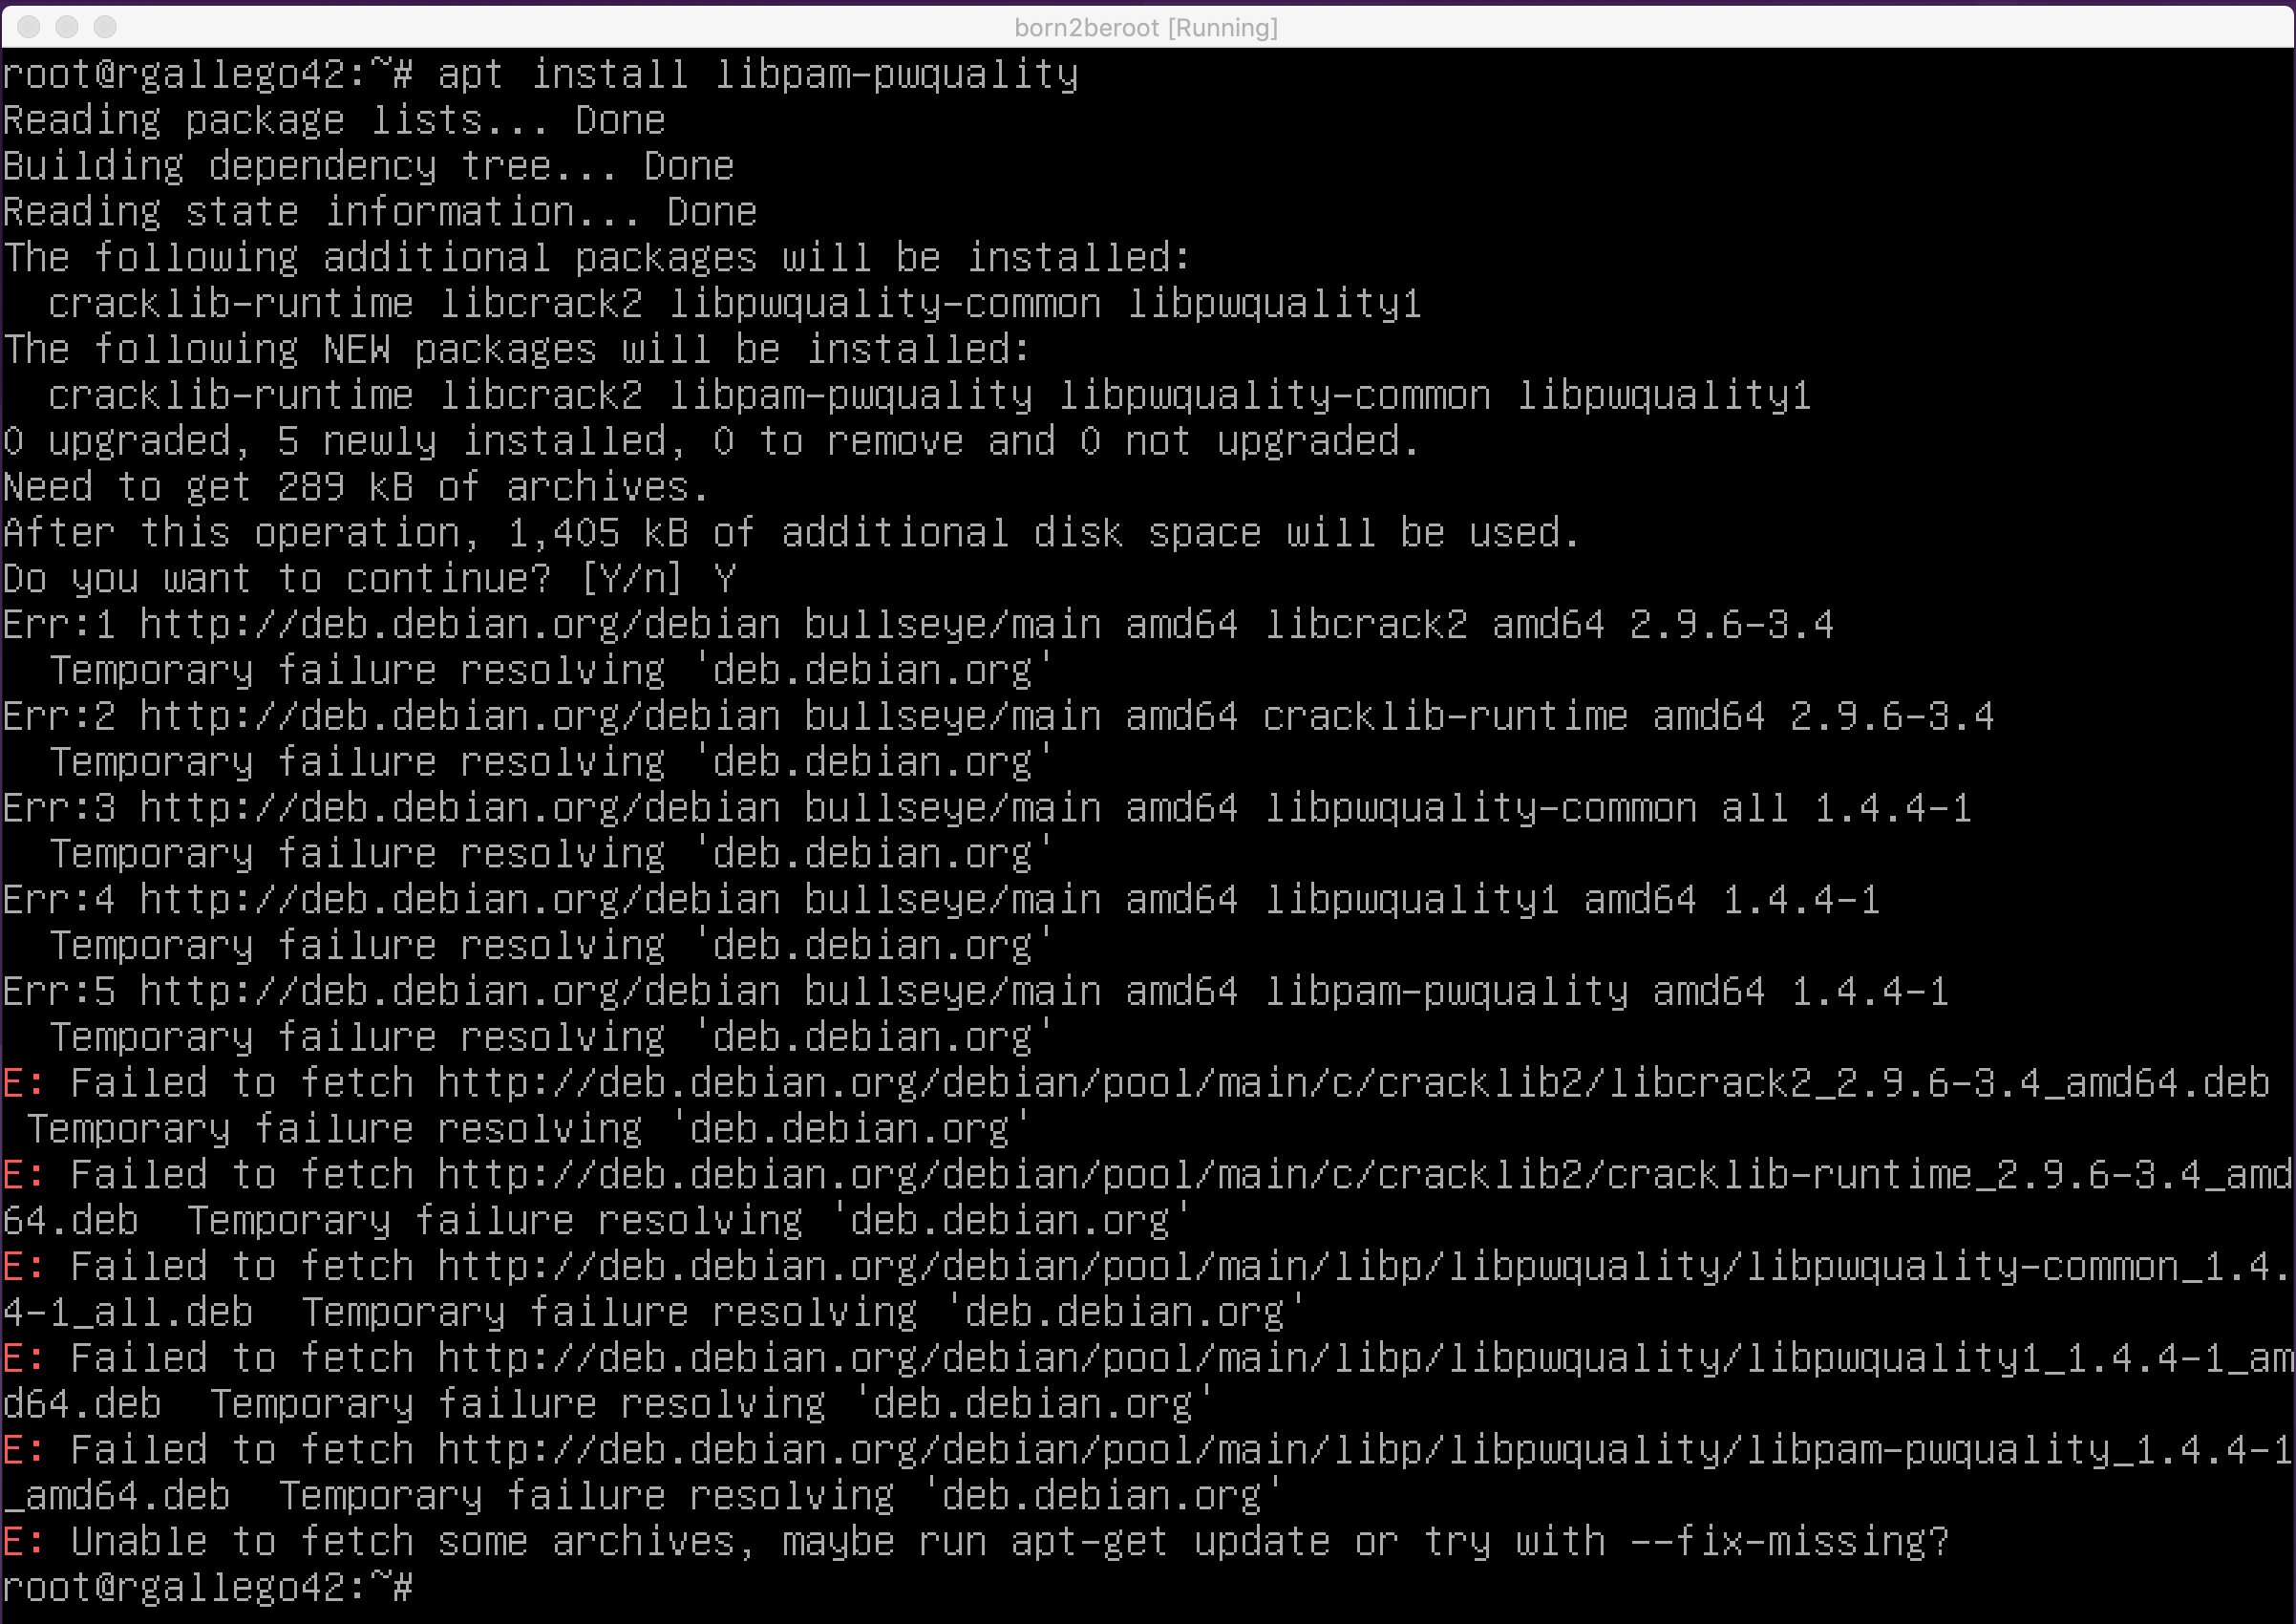 born2beroot [Running]
root@rgallego42:~# apt install libpam-pwquality
Reading package lists... Done
Building dependency tree... Done
Reading state information... Done
The following additional packages will be installed:
  cracklib-runtime libcrack2 libpwquality-common libpwquality1
The following NEW packages will be installed:
  cracklib-runtime libcrack2 libpam-pwquality libpwquality-common libpwquality1
0 upgraded, 5 newly installed, 0 to remove and 0 not upgraded.
Need to get 289 kB of archives.
After this operation, 1,405 kB of additional disk space will be used.
Do you want to continue? [Y/n] Y
Err:1 http://deb.debian.org/debian bullseye/main amd64 libcrack2 amd64 2.9.6-3.4
  Temporary failure resolving 'deb.debian.org'
Err:2 http://deb.debian.org/debian bullseye/main amd64 cracklib-runtime amd64 2.9.6-3.4
  Temporary failure resolving 'deb.debian.org'
Err:3 http://deb.debian.org/debian bullseye/main amd64 libpwquality-common all 1.4.4-1
  Temporary failure resolving 'deb.debian.org'
Err:4 http://deb.debian.org/debian bullseye/main amd64 libpwquality1 amd64 1.4.4-1
  Temporary failure resolving 'deb.debian.org'
Err:5 http://deb.debian.org/debian bullseye/main amd64 libpam-pwquality amd64 1.4.4-1
  Temporary failure resolving 'deb.debian.org'
E: Failed to fetch http://deb.debian.org/debian/pool/main/c/cracklib2/libcrack2_2.9.6-3.4_amd64.deb
 Temporary failure resolving 'deb.debian.org'
E: Failed to fetch http://deb.debian.org/debian/pool/main/c/cracklib2/cracklib-runtime_2.9.6-3.4_amd
64.deb  Temporary failure resolving 'deb.debian.org'
E: Failed to fetch http://deb.debian.org/debian/pool/main/libp/libpwquality/libpwquality-common_1.4.
4-1_all.deb  Temporary failure resolving 'deb.debian.org'
E: Failed to fetch http://deb.debian.org/debian/pool/main/libp/libpwquality/libpwquality1_1.4.4-1_am
d64.deb  Temporary failure resolving 'deb.debian.org'
E: Failed to fetch http://deb.debian.org/debian/pool/main/libp/libpwquality/libpam-pwquality_1.4.4-1
_amd64.deb  Temporary failure resolving 'deb.debian.org'
E: Unable to fetch some archives, maybe run apt-get update or try with --fix-missing?
root@rgallego42:~#